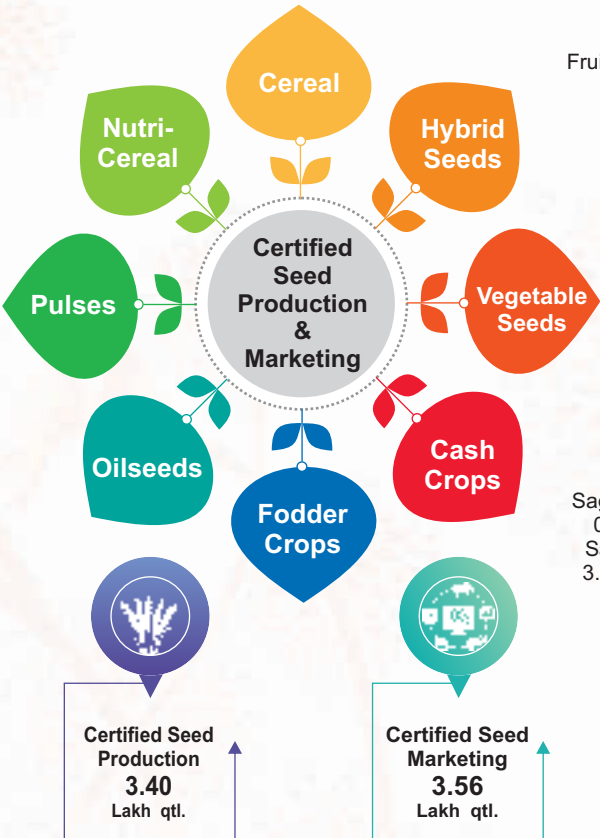 Cereal
Hybrid
Seeds
Vegetable
Seeds
Cash
Crops
Fodder
Crops
Oilseeds
Pulses
Nutri-
Cereal
Certified
Seed
Production
&
Marketing
Certified Seed
Production
3.40
Lakh qtl.
Certified Seed
Marketing
3.56
Lakh qtl.